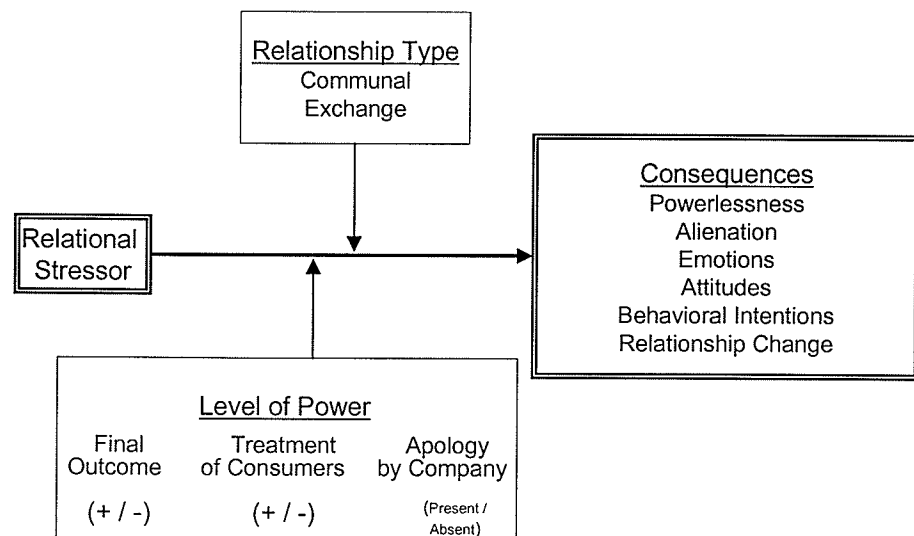 Relationship Type
Communal
Exchange
Relational
Stressor
Consequences
Powerlessness
Alienation
Emotions
Attitudes
Behavioral Intentions
Relationship Change
Level of Power
Final
Outcome
(+ / -)
Treatment
of Consumers
(+ / -)
Apology
by Company
(Present /
Absent)